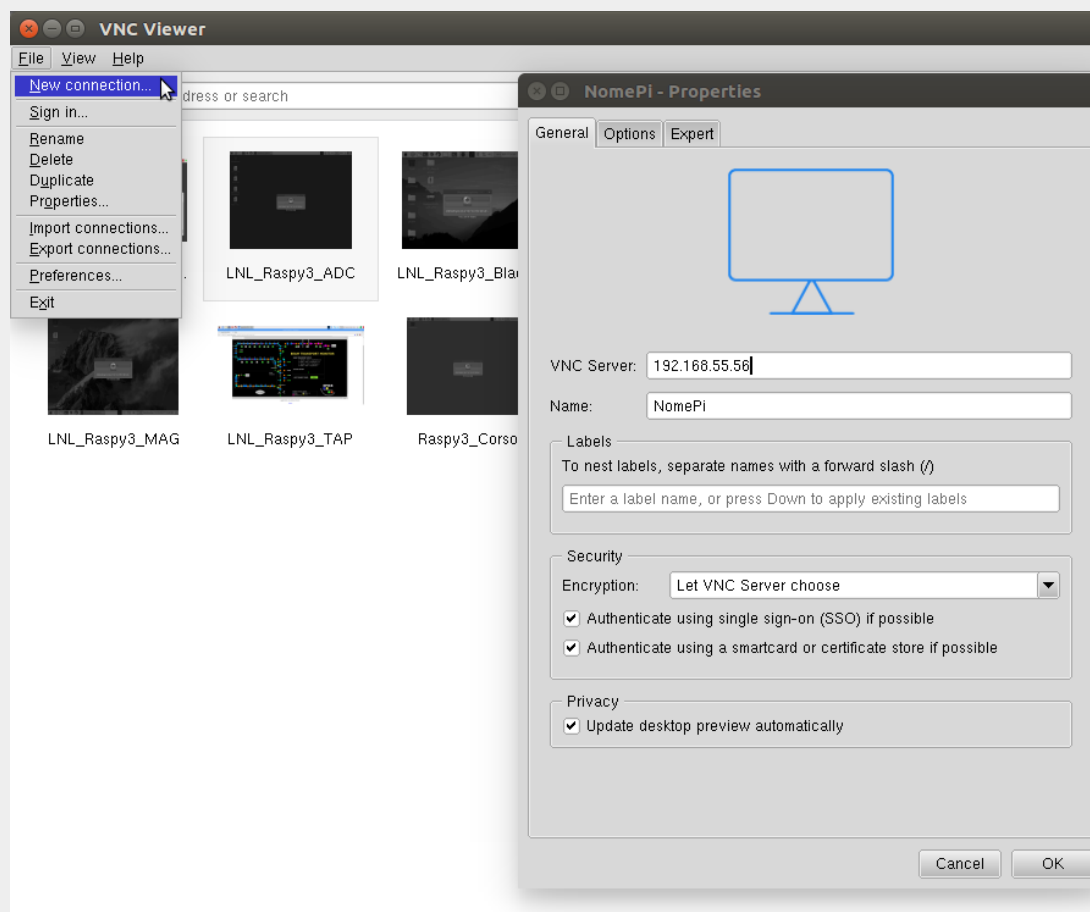 VNC Viewer
File View Help
New connection...
dress or search
Sign in...
Rename
Delete
Duplicate
Properties...
Import connections...
Export connections...
Preferences...
Exit
LNL_Raspy3_ADC
LNL_Raspy3_Blac
LNL_Raspy3_MAG
LNL_Raspy3_TAP
Raspy3_Corso
NomePi - Properties
General Options Expert
VNC Server: 192.168.55.56
Name: NomePi
Labels
To nest labels, separate names with a forward slash (/)
Enter a label name, or press Down to apply existing labels
Security
Encryption: Let VNC Server choose
Authenticate using single sign-on (SSO) if possible
Authenticate using a smartcard or certificate store if possible
Privacy
Update desktop preview automatically
Cancel OK